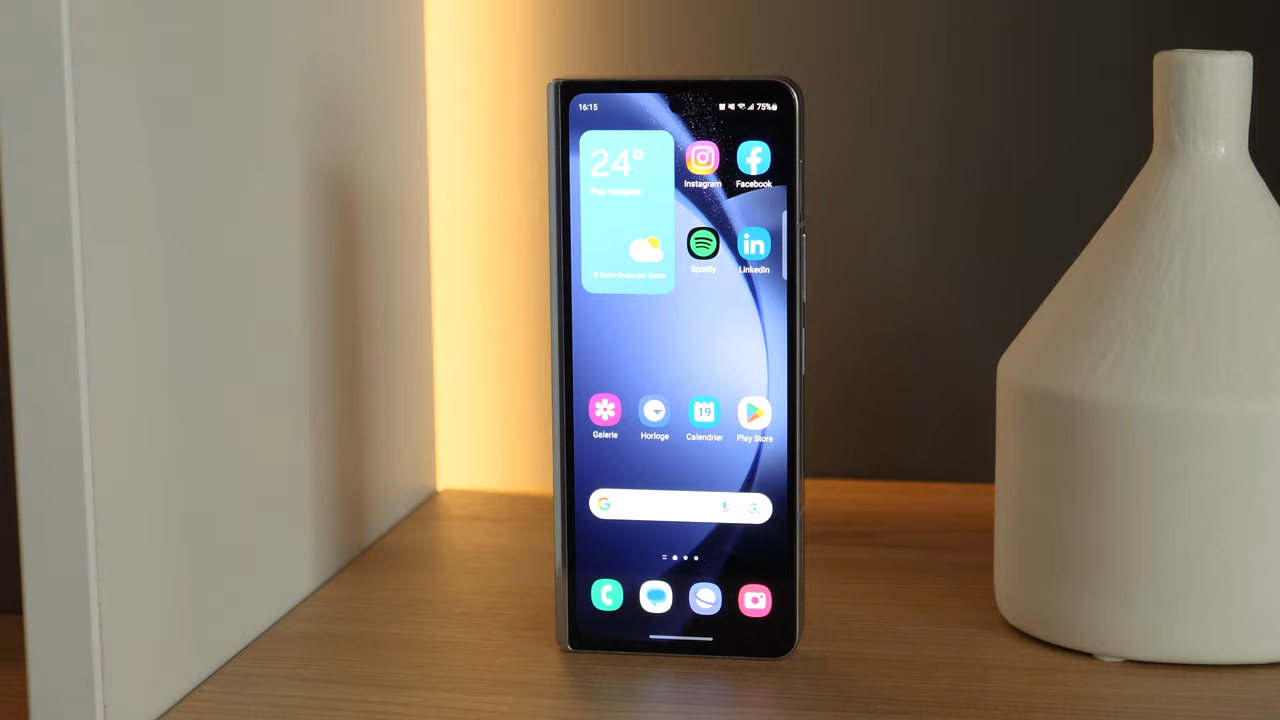 16:15
75%
24°
Instagram
Facebook
Spotify
LinkedIn
Galerie
Horloge
19
Calendrier
Play Store